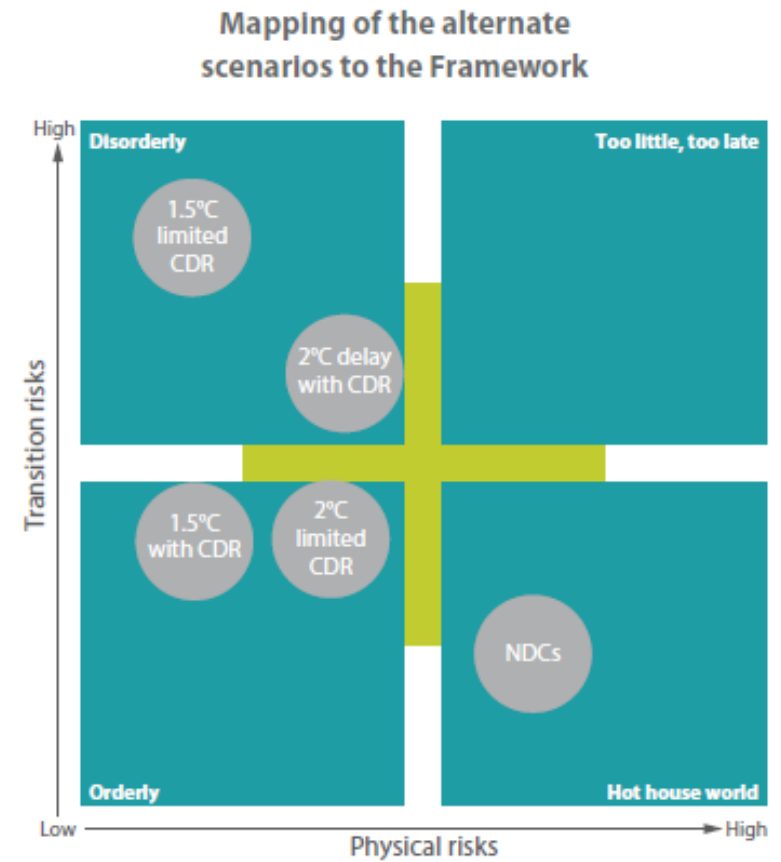 Mapping of the alternate
scenarios to the Framework
High
Disorderly
Too little, too late
1.5°C
limited
CDR
2°C delay
with CDR
Transition risks
1.5°C
with CDR
2°C
limited
CDR
NDCs
Orderly
Hot house world
Low
Physical risks
High